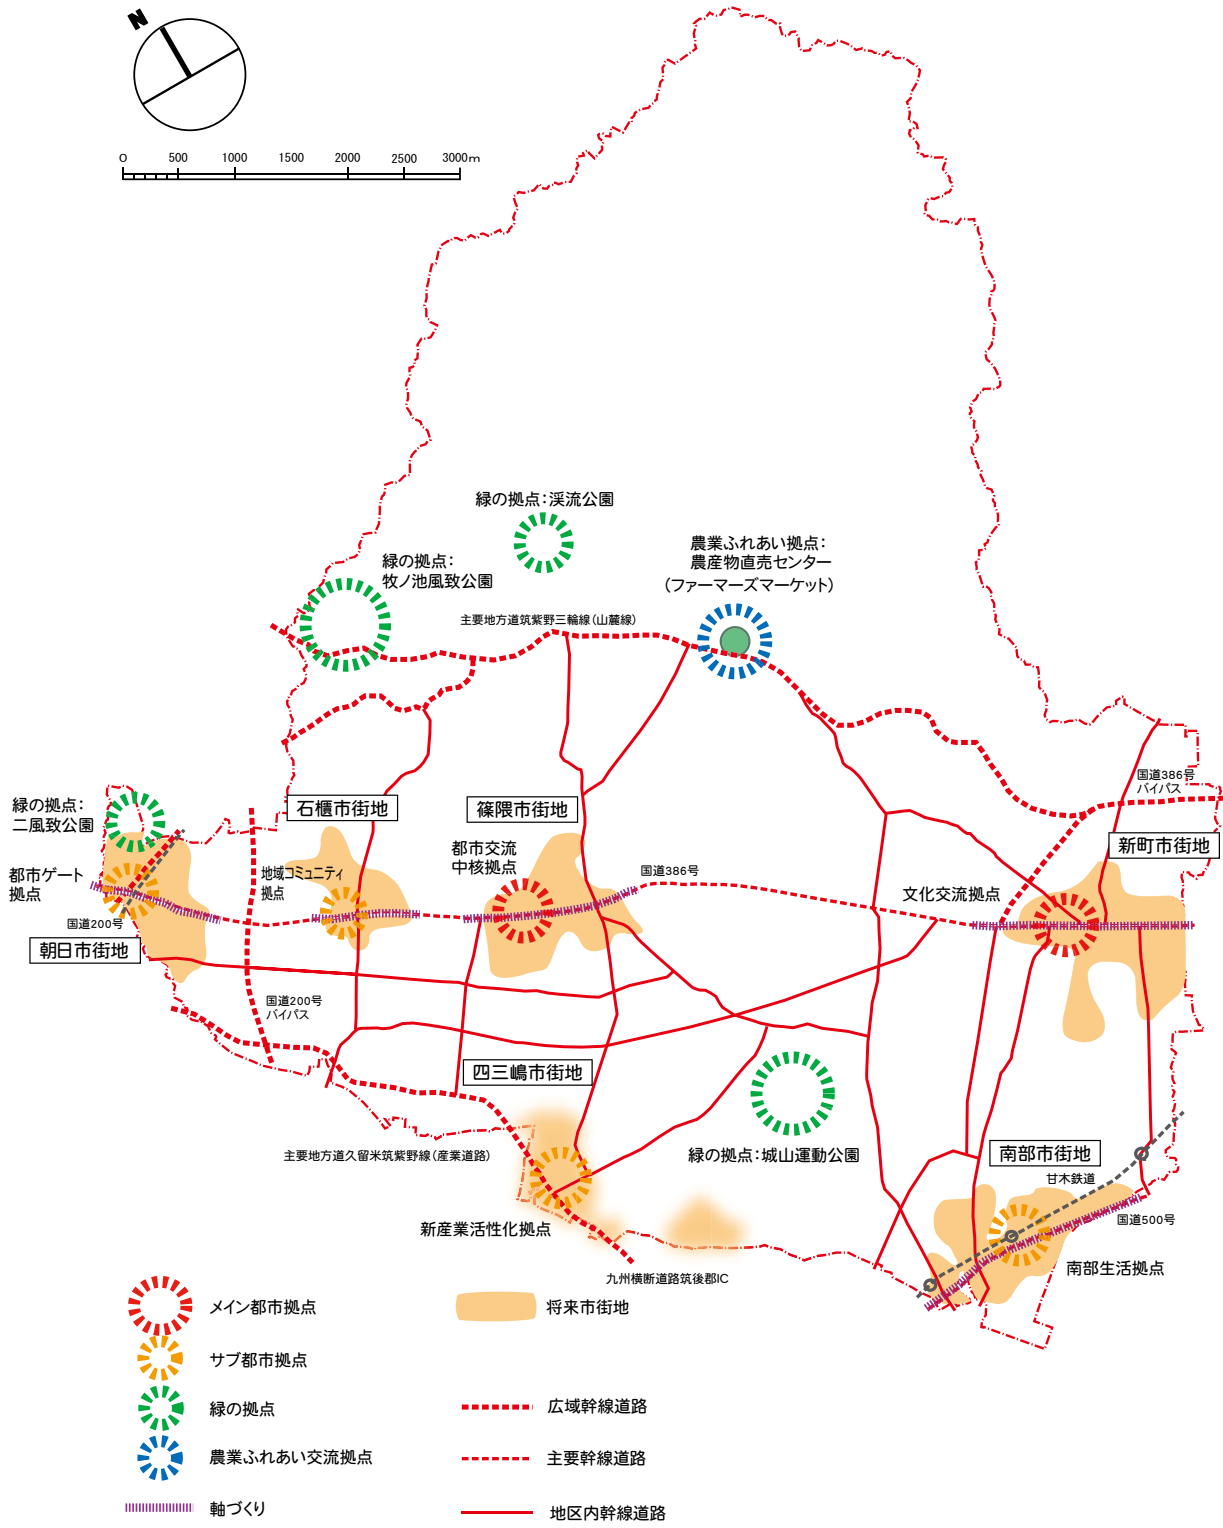 N
0 500 1000 1500 2000 2500 3000m
緑の拠点：渓流公園
農業ふれあい拠点：
農産物直売センター
（ファーマーズマーケット）
緑の拠点：
牧ノ池風致公園
主要地方道筑紫野三輪線（山麓線）
国道386号
バイパス
緑の拠点：
二風致公園
石櫃市街地
篠隈市街地
新町市街地
都市ゲート
拠点
地域コミュニティ
拠点
都市交流
中核拠点
国道386号
文化交流拠点
国道200号
朝日市街地
国道200号
バイパス
四三嶋市街地
主要地方道久留米筑紫野線（産業道路）
緑の拠点：城山運動公園
南部市街地
甘木鉄道
国道500号
新産業活性化拠点
南部生活拠点
九州横断道路筑後郡IC
メイン都市拠点
将来市街地
サブ都市拠点
緑の拠点
広域幹線道路
農業ふれあい交流拠点
主要幹線道路
軸づくり
地区内幹線道路